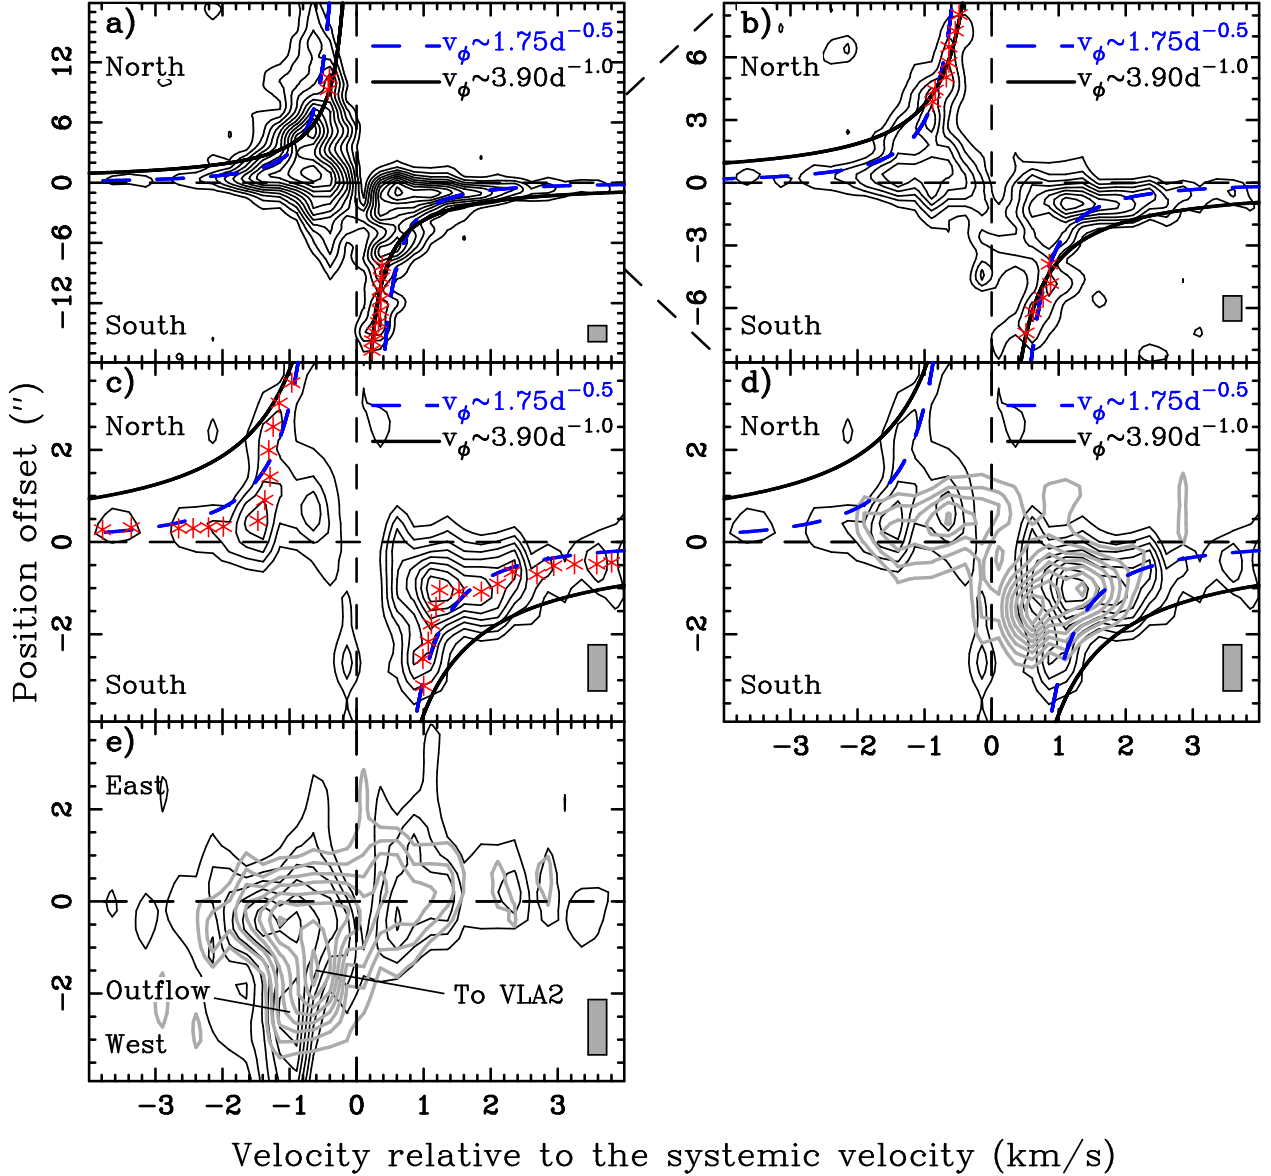 a)
North
v_ϕ~1.75d^−0.5
v_ϕ~3.90d^−1.0
South
12
6
0
−6
−12
b)
North
v_ϕ~1.75d^−0.5
v_ϕ~3.90d^−1.0
South
6
3
0
−3
−6
c)
North
v_ϕ~1.75d^−0.5
v_ϕ~3.90d^−1.0
South
2
0
−2
d)
North
v_ϕ~1.75d^−0.5
v_ϕ~3.90d^−1.0
South
2
0
−2
−3 −2 −1 0 1 2 3
e)
East
Outflow
To VLA2
West
2
0
−2
−3 −2 −1 0 1 2 3
Position offset (″)
Velocity relative to the systemic velocity (km/s)